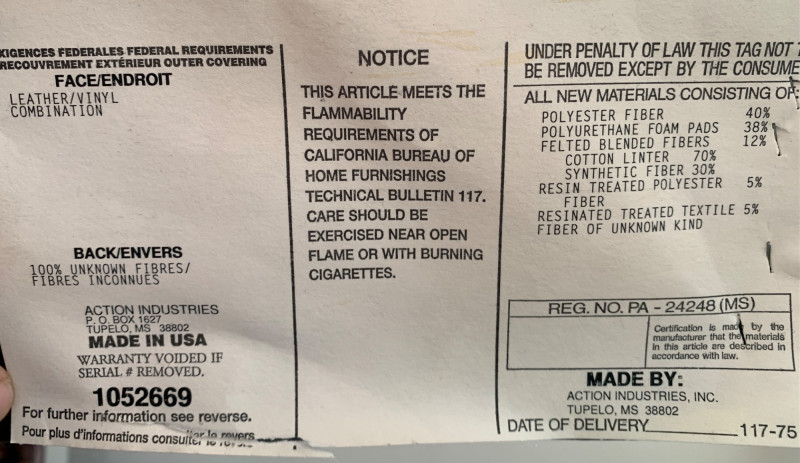 XIGENCES FEDERALES FEDERAL REQUIREMENTS
RECOUVREMENT EXTÉRIEUR OUTER COVERING
FACE/ENDROIT
LEATHER/VINYL
COMBINATION
BACK/ENVERS
100% UNKNOWN FIBRES/
FIBRES INCONNUES
ACTION INDUSTRIES
P. O. BOX 1627
TUPELO, MS 38802
MADE IN USA
WARRANTY VOIDED IF
SERIAL # REMOVED.
1052669
For further information see reverse.
Pour plus d'informations consulter le revers
NOTICE
THIS ARTICLE MEETS THE
FLAMMABILITY
REQUIREMENTS OF
CALIFORNIA BUREAU OF
HOME FURNISHINGS
TECHNICAL BULLETIN 117.
CARE SHOULD BE
EXERCISED NEAR OPEN
FLAME OR WITH BURNING
CIGARETTES.
UNDER PENALTY OF LAW THIS TAG NOT T
BE REMOVED EXCEPT BY THE CONSUME
ALL NEW MATERIALS CONSISTING OF:
POLYESTER FIBER 40%
POLYURETHANE FOAM PADS 38%
FELTED BLENDED FIBERS 12%
COTTON LINTER 70%
SYNTHETIC FIBER 30%
RESIN TREATED POLYESTER 5%
FIBER
RESINATED TREATED TEXTILE 5%
FIBER OF UNKNOWN KIND
REG. NO. PA - 24248 (MS)
Certification is made by the
manufacturer that the materials
in this article are described in
accordance with law.
MADE BY:
ACTION INDUSTRIES, INC.
TUPELO, MS 38802
DATE OF DELIVERY 117-75